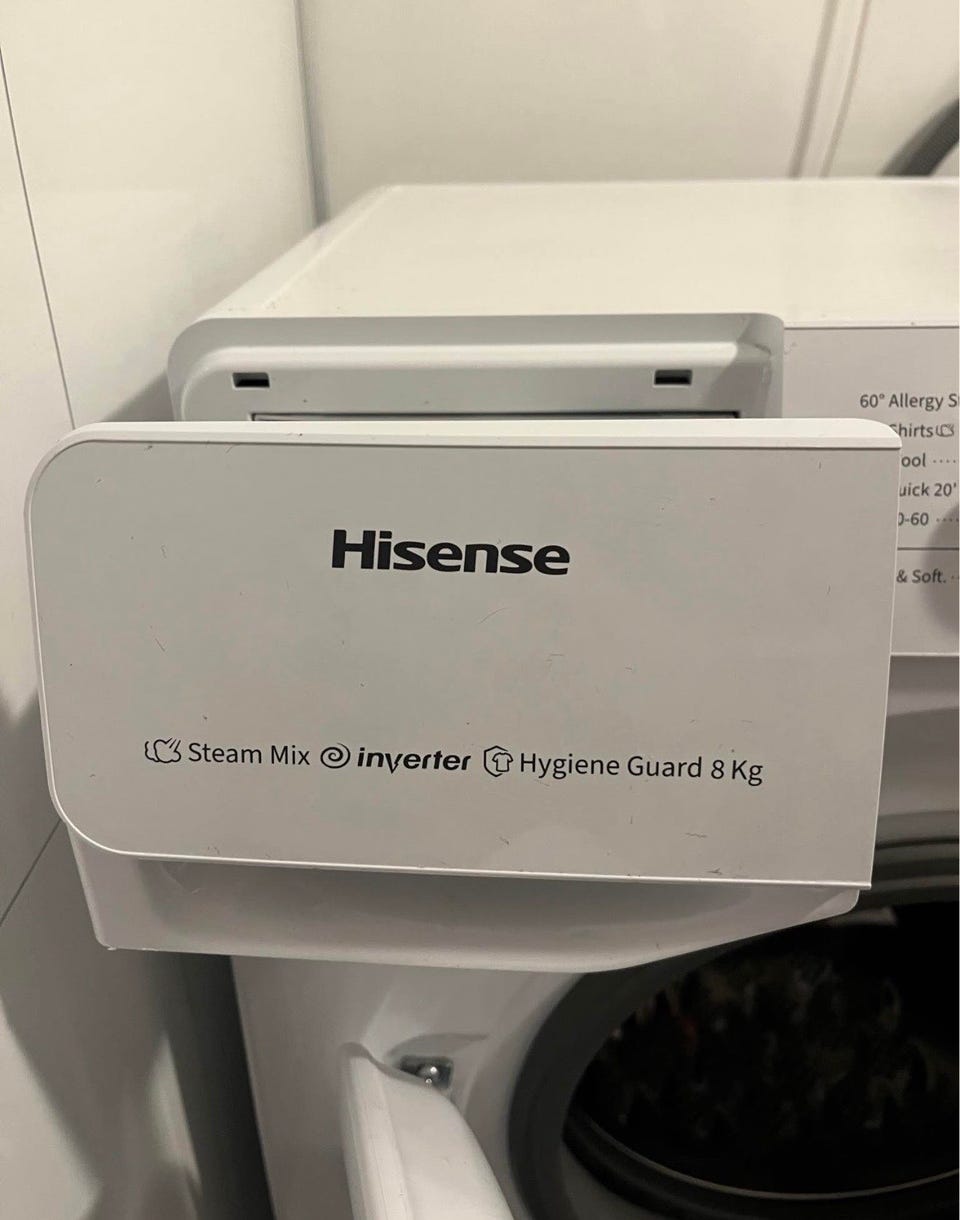 Hisense
Steam Mix inverter Hygiene Guard 8 Kg
60° Allergy
& Soft.